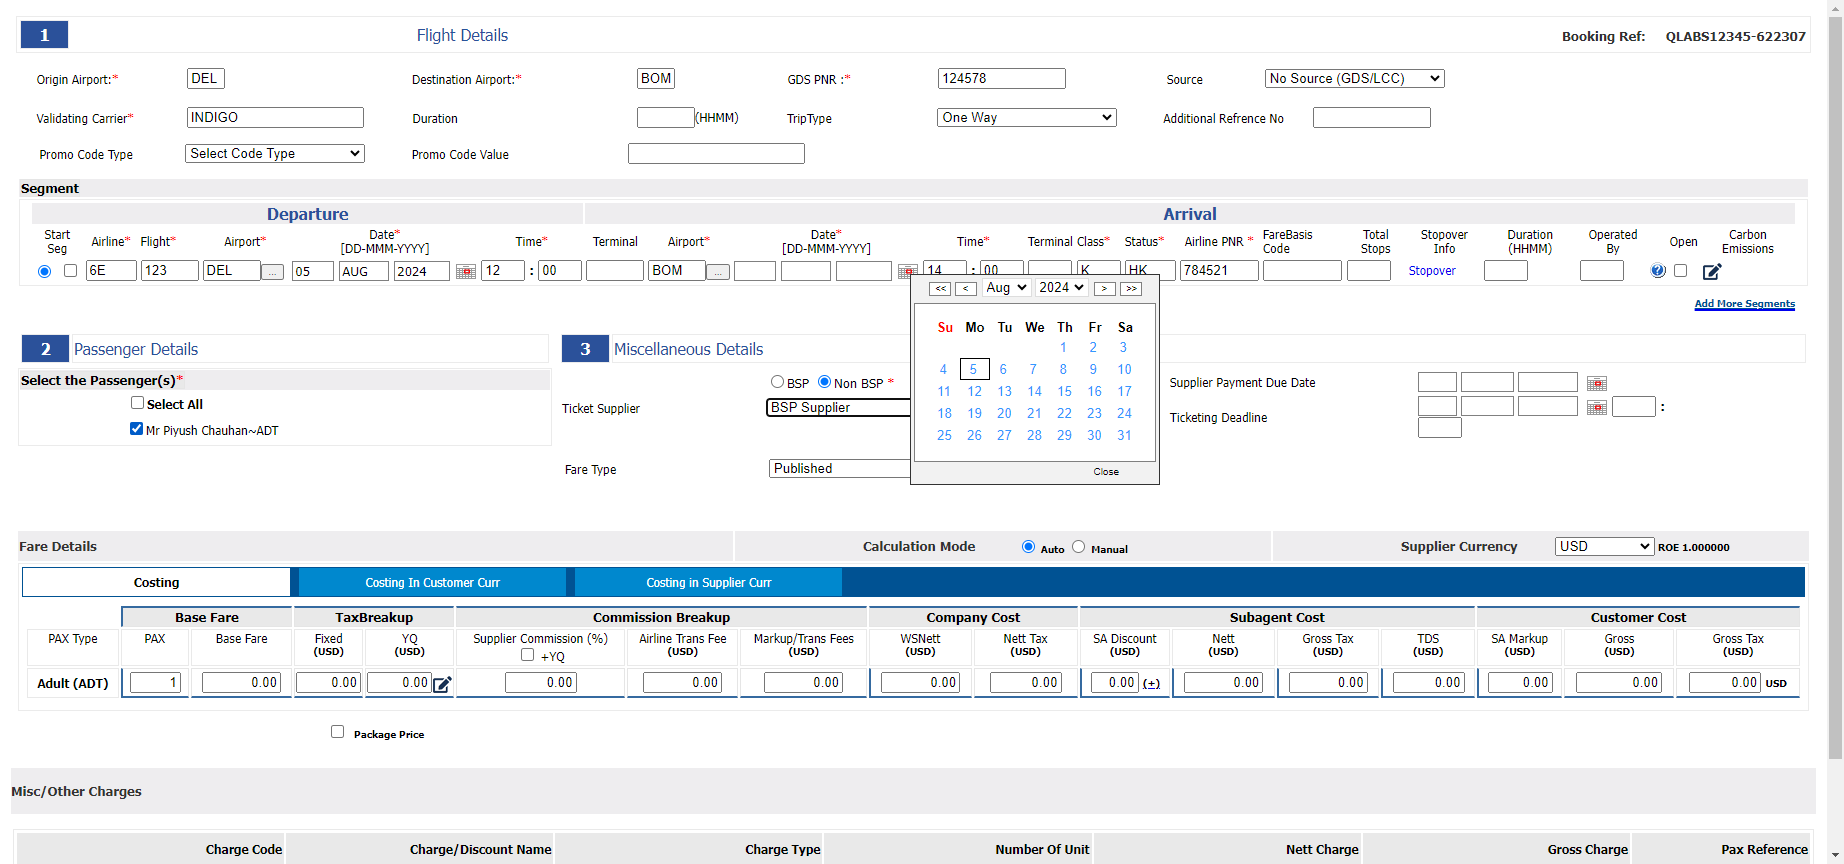 1 Flight Details Booking Ref: QLABS12345-622307
Origin Airport:* DEL Destination Airport:* BOM GDS PNR :* 124578 Source No Source (GDS/LCC)
Validating Carrier* INDIGO Duration (HHMM) TripType One Way Additional Refrence No
Promo Code Type Select Code Type Promo Code Value
Segment
Departure Arrival
Start Seg Airline* Flight* Airport* Date* [DD-MMM-YYYY] Time* Terminal Airport* Date* [DD-MMM-YYYY] Time* Terminal Class* Status* Airline PNR * FareBasis Code Total Stops Stopover Info Duration (HHMM) Operated By Open Carbon Emissions
6E 123 DEL ... 05 AUG 2024 12 : 00 BOM ... 14 : 00 K HK 784521 Stopover ?
Add More Segments
<< < Aug 2024 > >>
Su Mo Tu We Th Fr Sa
1 2 3
4 5 6 7 8 9 10
11 12 13 14 15 16 17
18 19 20 21 22 23 24
25 26 27 28 29 30 31
Close
2 Passenger Details
Select the Passenger(s)*
Select All
Mr Piyush Chauhan~ADT
3 Miscellaneous Details
BSP Non BSP *
Ticket Supplier BSP Supplier
Fare Type Published
Supplier Payment Due Date
Ticketing Deadline :
Fare Details Calculation Mode Auto Manual Supplier Currency USD ROE 1.000000
Costing Costing In Customer Curr Costing in Supplier Curr
Base Fare TaxBreakup Commission Breakup Company Cost Subagent Cost Customer Cost
PAX Type PAX Base Fare Fixed (USD) YQ (USD) Supplier Commission (%) +YQ Airline Trans Fee (USD) Markup/Trans Fees (USD) WSNett (USD) Nett Tax (USD) SA Discount (USD) Nett (USD) Gross Tax (USD) TDS (USD) SA Markup (USD) Gross (USD) Gross Tax (USD)
Adult (ADT) 1 0.00 0.00 0.00 0.00 0.00 0.00 0.00 0.00 0.00 (+) 0.00 0.00 0.00 0.00 0.00 0.00 USD
Package Price
Misc/Other Charges
Charge Code Charge/Discount Name Charge Type Number Of Unit Nett Charge Gross Charge Pax Reference